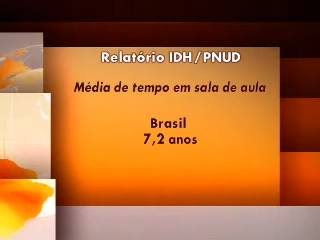 Relatório IDH/PNUD
Média de tempo em sala de aula
Brasil
7,2 anos